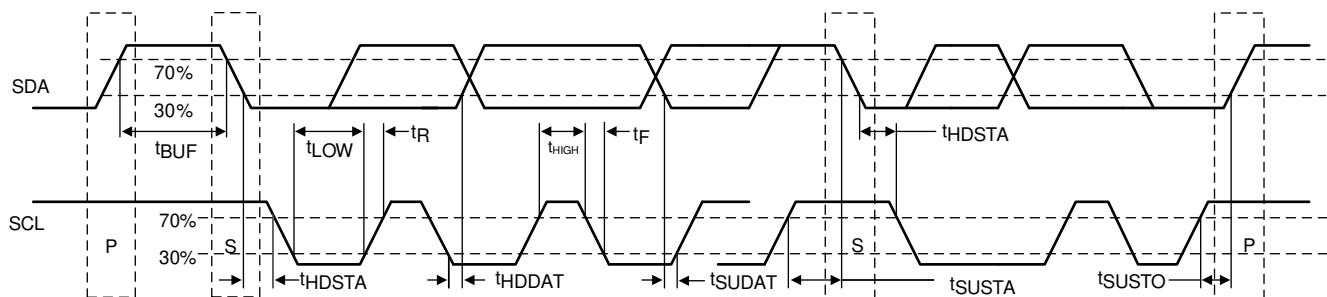 70%
SDA
30%
tBUF
tLOW
tR
tHIGH
tF
tHDSTA
SCL
70%
P
S
30%
S
P
tHDSTA
tHDDAT
tSUDAT
tSUSTA
tSUSTO